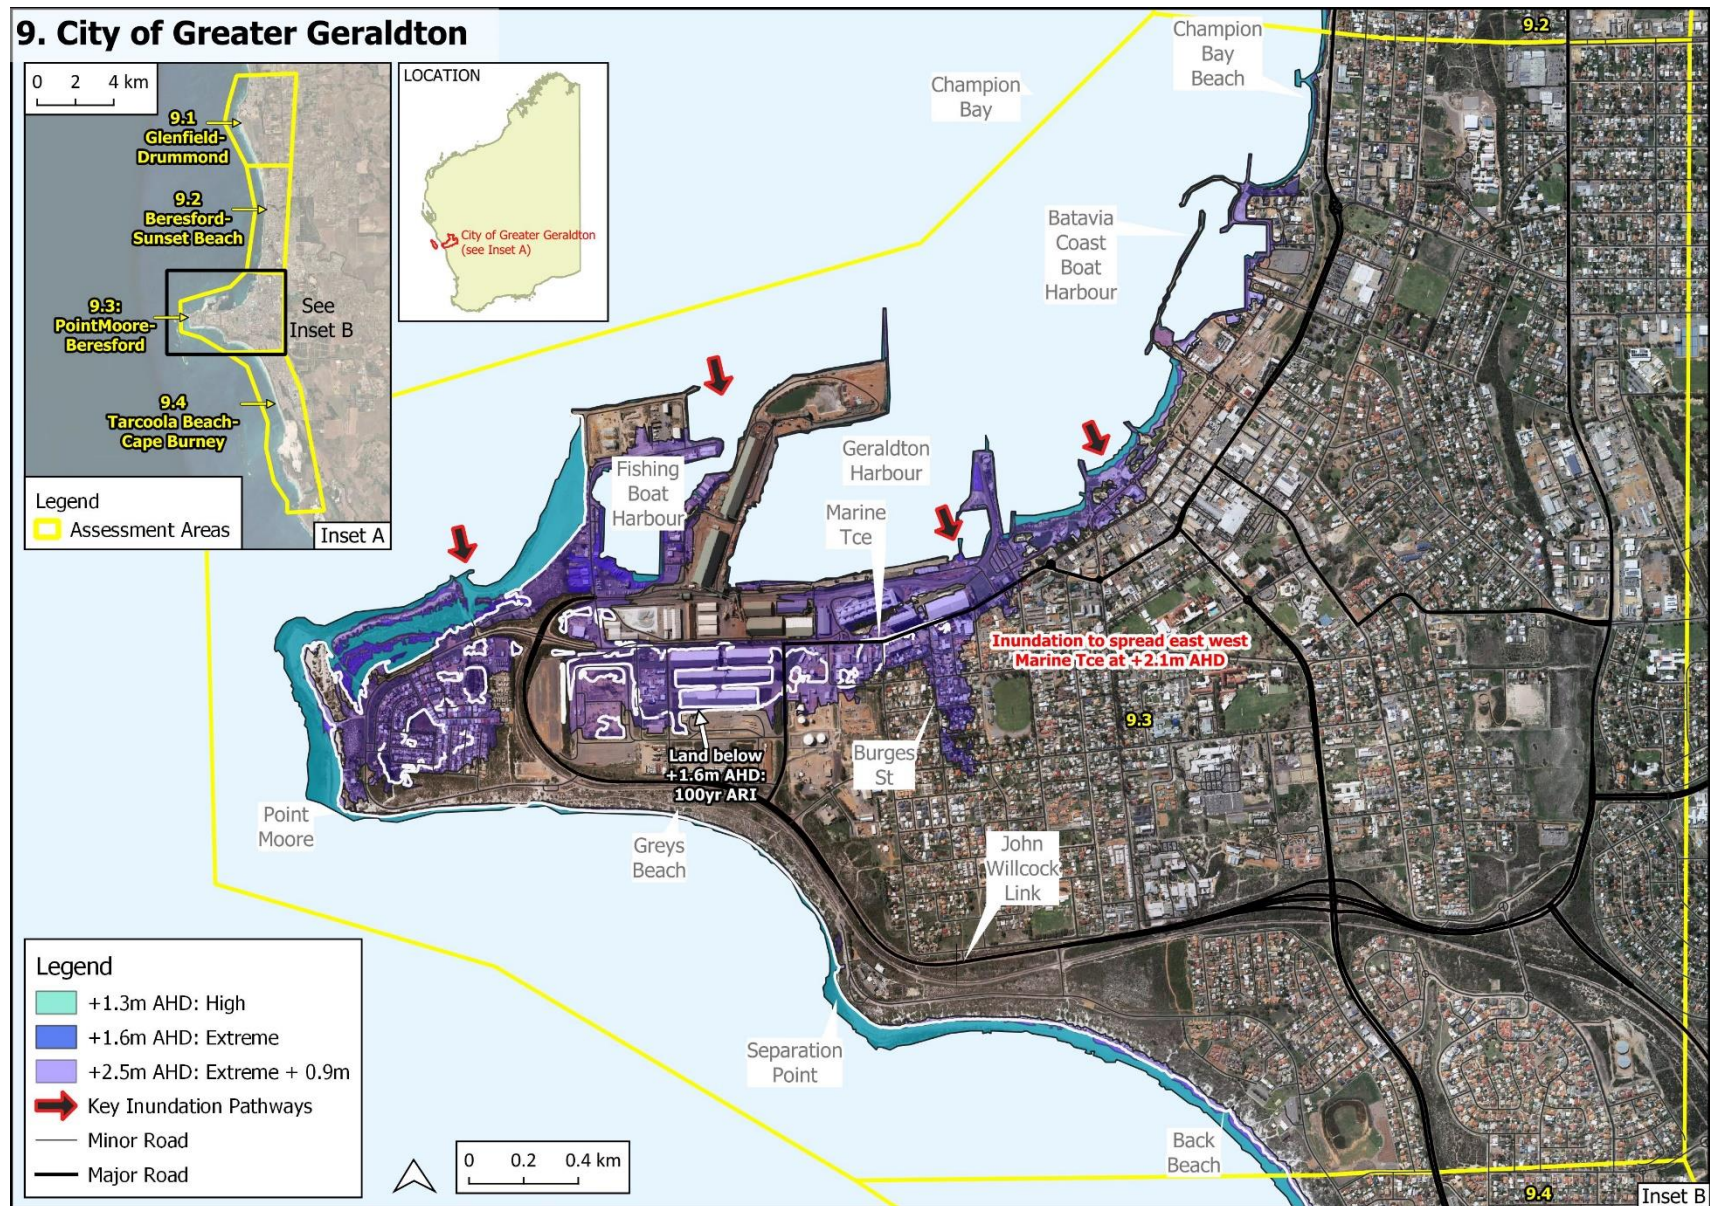 9. City of Greater Geraldton
0 2 4 km
9.1
Glenfield-
Drummond
9.2
Beresford-
Sunset Beach
9.3:
PointMoore-
Beresford
See
Inset B
9.4
Tarcoola Beach-
Cape Burney
Legend
Assessment Areas
Inset A
LOCATION
City of Greater Geraldton
(see Inset A)
Champion
Bay
Champion
Bay
Beach
9.2
Batavia
Coast
Boat
Harbour
Fishing
Boat
Harbour
Geraldton
Harbour
Marine
Tce
Inundation to spread east west
Marine Tce at +2.1m AHD
9.3
Land below
+1.6m AHD:
100yr ARI
Burges
St
Point
Moore
Greys
Beach
John
Willcock
Link
Separation
Point
Back
Beach
Legend
+1.3m AHD: High
+1.6m AHD: Extreme
+2.5m AHD: Extreme + 0.9m
Key Inundation Pathways
Minor Road
Major Road
0 0.2 0.4 km
9.4
Inset B